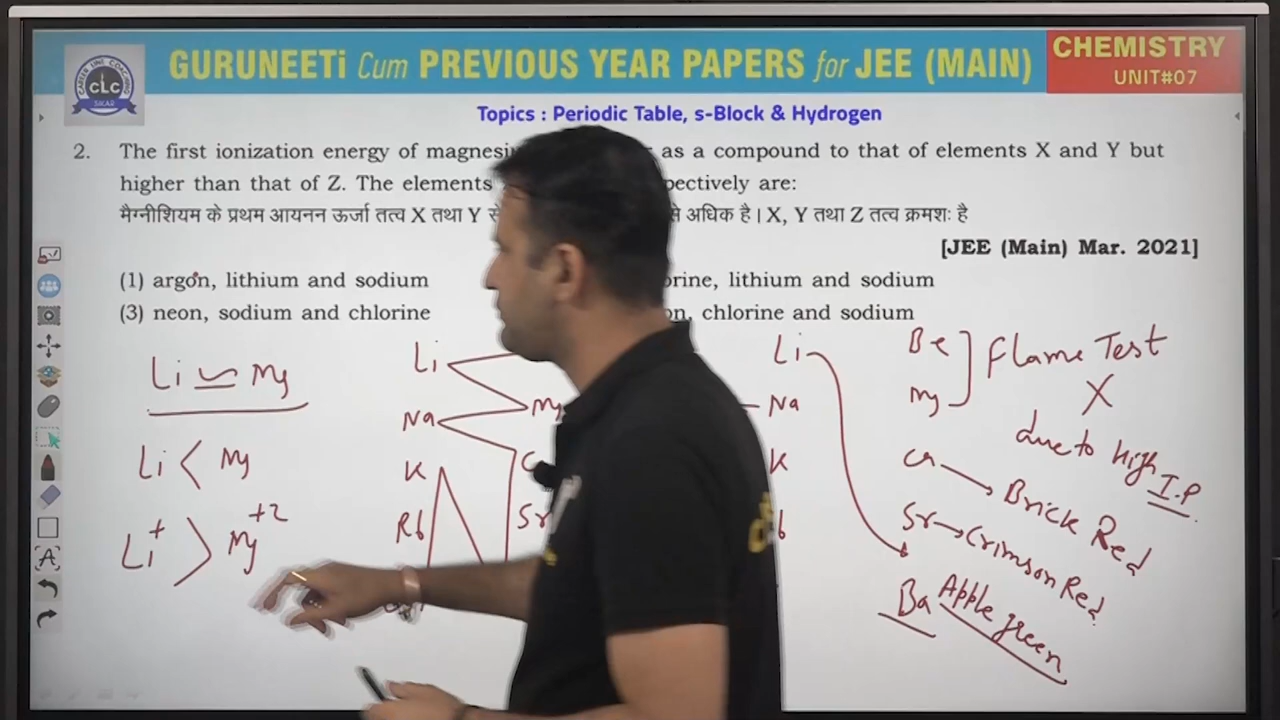 CAREER LINE COACHING
CLC
SIKAR
GURUNEETi Cum PREVIOUS YEAR PAPERS for JEE (MAIN)
CHEMISTRY
UNIT#07
Topics : Periodic Table, s-Block & Hydrogen
2. The first ionization energy of as a compound to that of elements X and Y but
higher than that of Z. The elements are:
मैग्नीशियम के प्रथम आयनन ऊर्जा तत्व X तथा Y अधिक है। X, Y तथा Z तत्व क्रमशः है
[JEE (Main) Mar. 2021]
(1) argon, lithium and sodium
lithium and sodium
(3) neon, sodium and chlorine
chlorine and sodium
Li ≃ Mg
Li < Mg
Li+ > Mg+2
Li
Na
K
Rb
Mg
Sr
Li
Na
K
Be
Mg
Flame Test
X
due to high I.P.
Ca → Brick Red
Sr → Crimson Red
Ba Apple green